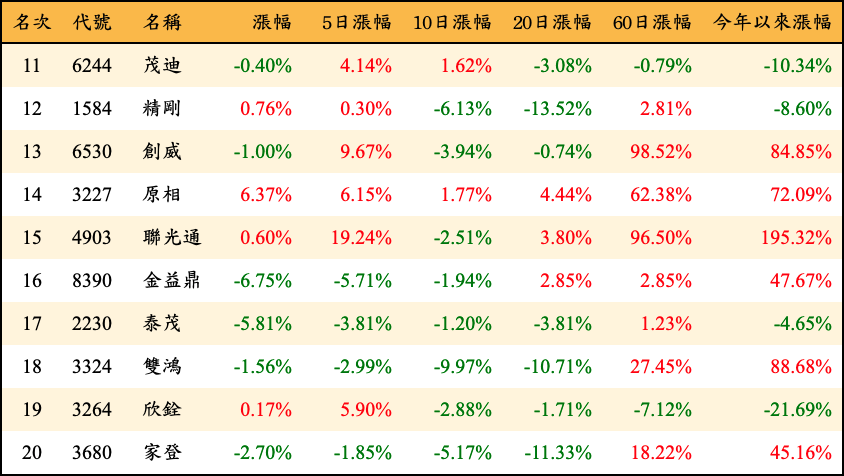 名次 代號 名稱 漲幅 5日漲幅 10日漲幅 20日漲幅 60日漲幅 今年以來漲幅
11 6244 茂迪 -0.40% 4.14% 1.62% -3.08% -0.79% -10.34%
12 1584 精剛 0.76% 0.30% -6.13% -13.52% 2.81% -8.60%
13 6530 創威 -1.00% 9.67% -3.94% -0.74% 98.52% 84.85%
14 3227 原相 6.37% 6.15% 1.77% 4.44% 62.38% 72.09%
15 4903 聯光通 0.60% 19.24% -2.51% 3.80% 96.50% 195.32%
16 8390 金益鼎 -6.75% -5.71% -1.94% 2.85% 2.85% 47.67%
17 2230 泰茂 -5.81% -3.81% -1.20% -3.81% 1.23% -4.65%
18 3324 雙鴻 -1.56% -2.99% -9.97% -10.71% 27.45% 88.68%
19 3264 欣銓 0.17% 5.90% -2.88% -1.71% -7.12% -21.69%
20 3680 家登 -2.70% -1.85% -5.17% -11.33% 18.22% 45.16%